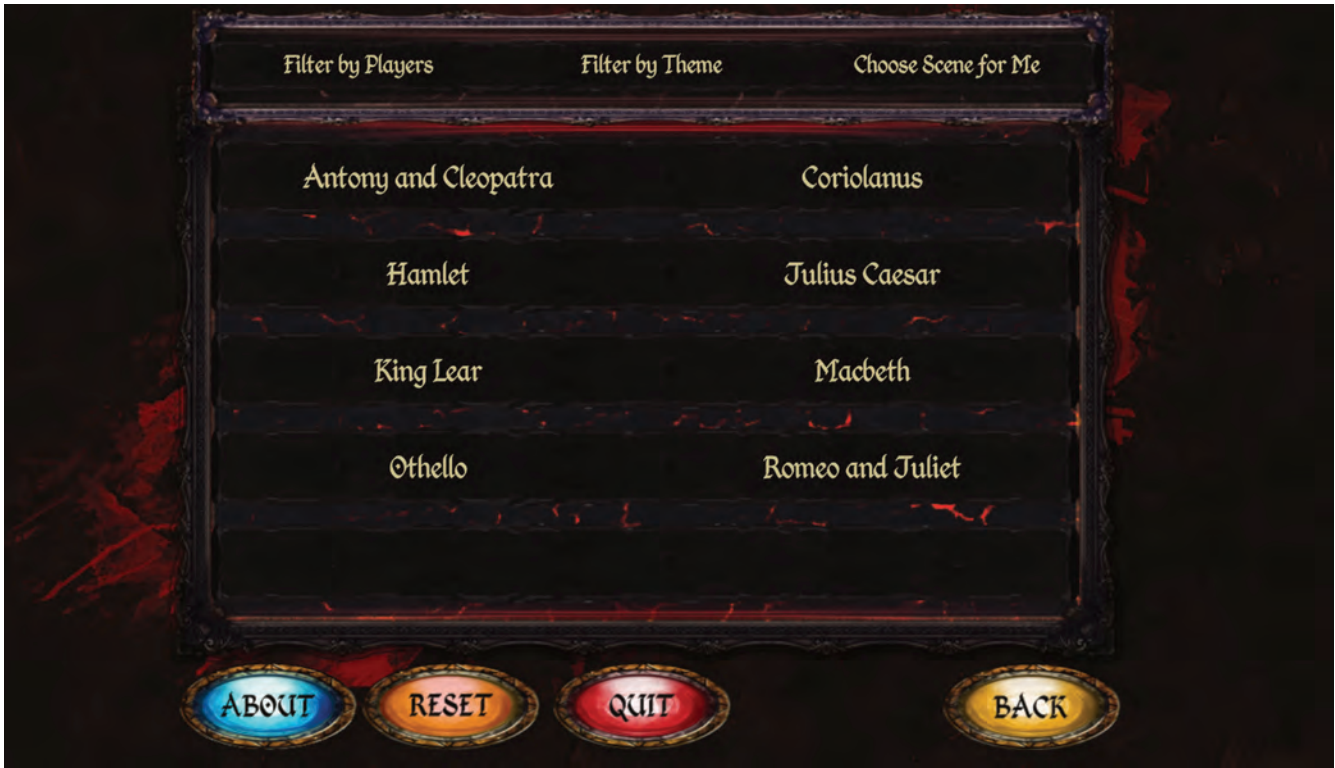 Filter by Players Filter by Theme Choose Scene for Me
Antony and Cleopatra Coriolanus
Hamlet Julius Caesar
King Lear Macbeth
Othello Romeo and Juliet
ABOUT RESET QUIT BACK